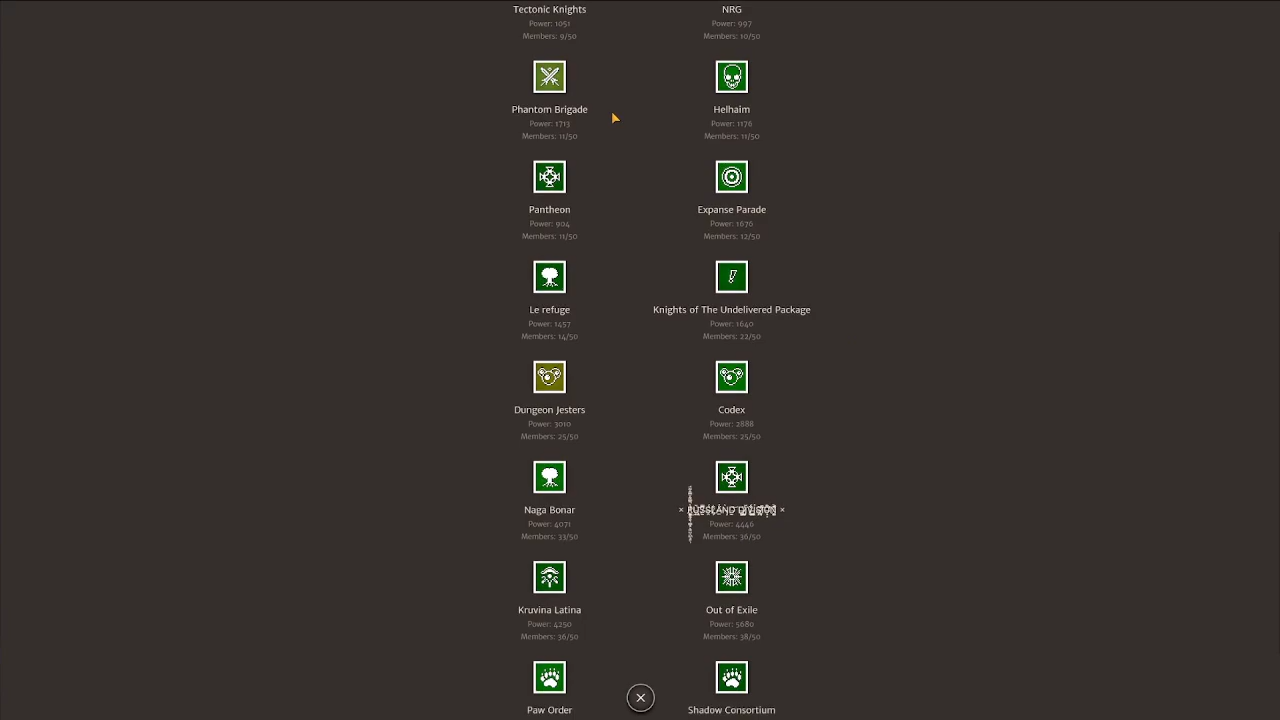 Tectonic Knights
Power: 1051
Members: 9/50
NRG
Power: 997
Members: 10/50
Phantom Brigade
Power: 1713
Members: 11/50
Helhaim
Power: 1176
Members: 11/50
Pantheon
Power: 904
Members: 11/50
Expanse Parade
Power: 1676
Members: 12/50
Le refuge
Power: 1457
Members: 14/50
Knights of The Undelivered Package
Power: 1640
Members: 22/50
Dungeon Jesters
Power: 3010
Members: 25/50
Codex
Power: 2888
Members: 25/50
Naga Bonar
Power: 4071
Members: 33/50
Power: 4446
Members: 36/50
Kruvina Latina
Power: 4250
Members: 36/50
Out of Exile
Power: 5680
Members: 38/50
Paw Order
Shadow Consortium